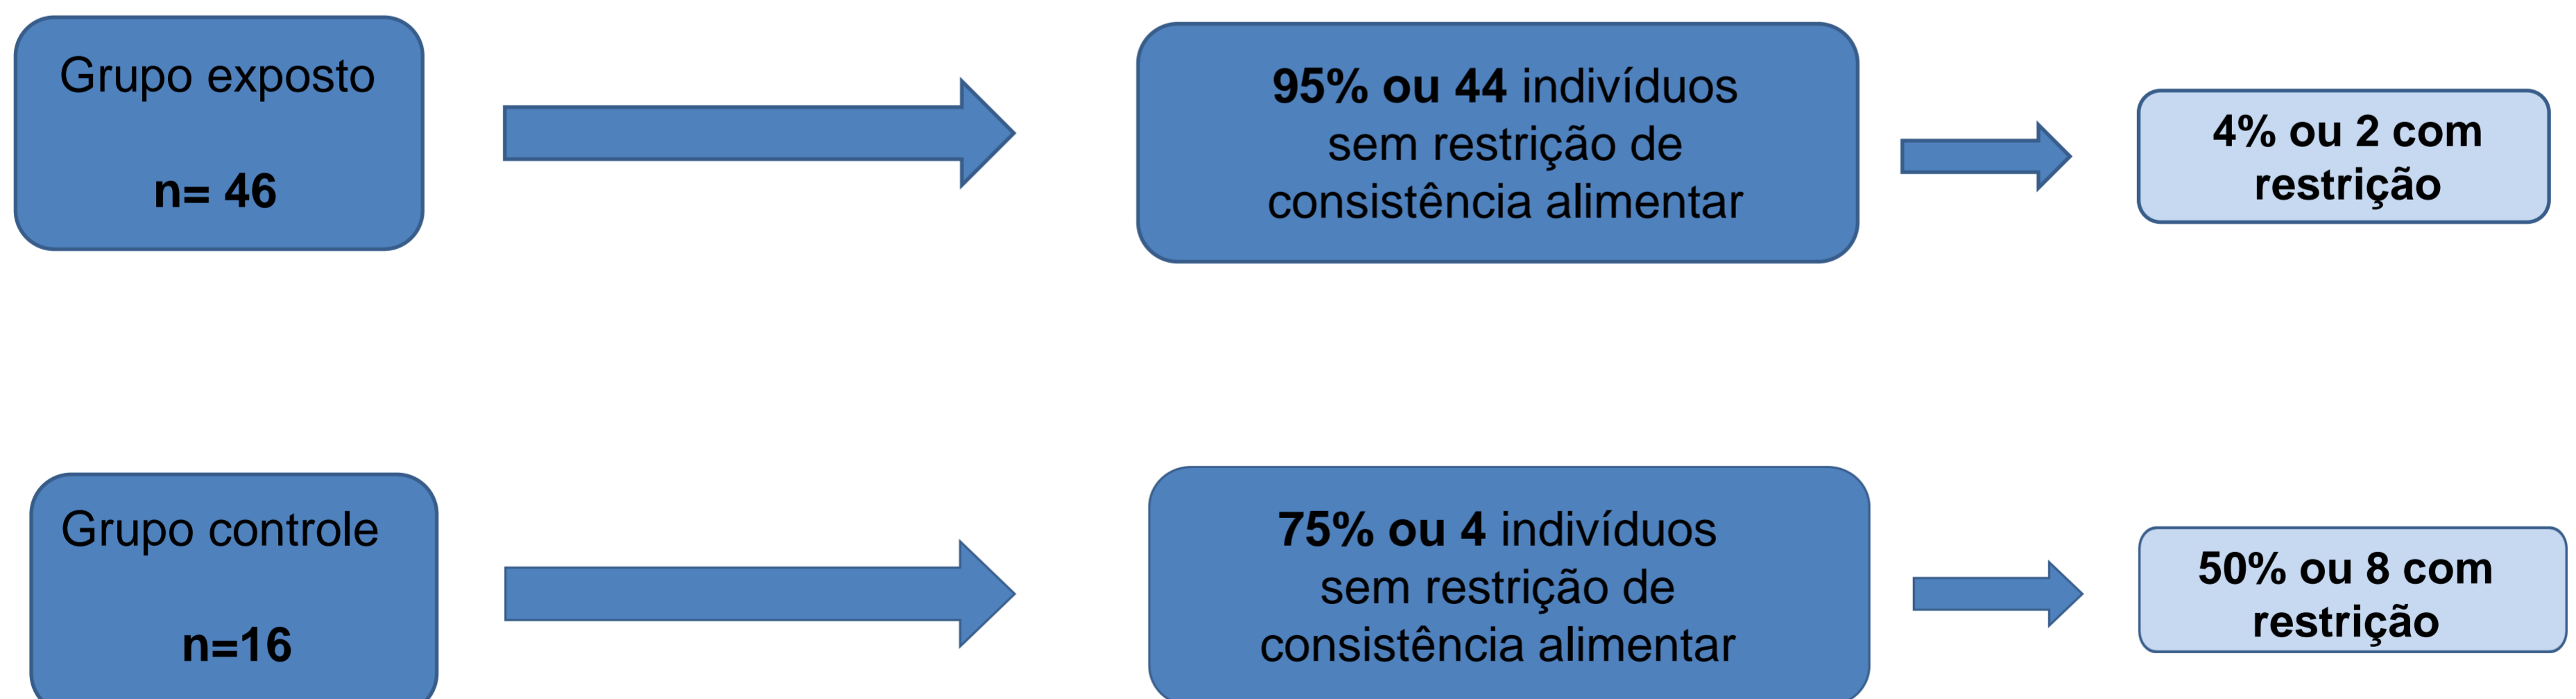 Grupo exposto
n= 46
95% ou 44 indivíduos
sem restrição de
consistência alimentar
4% ou 2 com
restrição
Grupo controle
n=16
75% ou 4 indivíduos
sem restrição de
consistência alimentar
50% ou 8 com
restrição